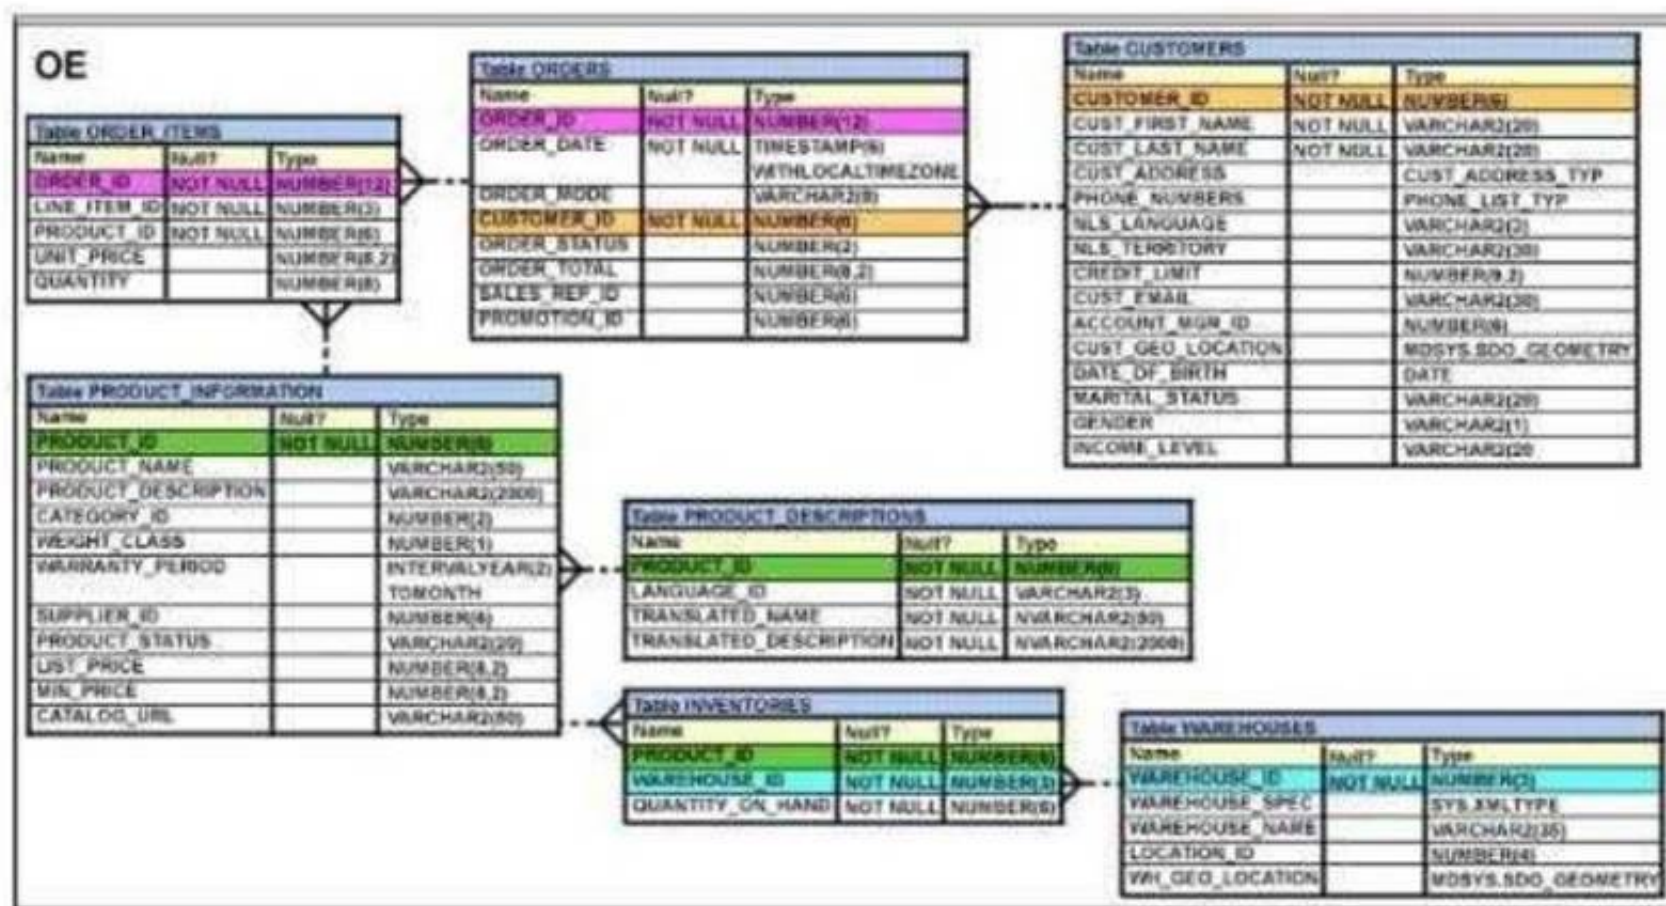 OE
Table ORDER_ITEMS
Name Null? Type
ORDER_ID NOT NULL NUMBER(12)
LINE_ITEM_ID NOT NULL NUMBER(3)
PRODUCT_ID NOT NULL NUMBER(6)
UNIT_PRICE NUMBER(8,2)
QUANTITY NUMBER(8)
Table ORDERS
Name Null? Type
ORDER_ID NOT NULL NUMBER(12)
ORDER_DATE NOT NULL TIMESTAMP(6)
WITHLOCALTIMEZONE
ORDER_MODE VARCHAR2(8)
CUSTOMER_ID NOT NULL NUMBER(6)
ORDER_STATUS NUMBER(2)
ORDER_TOTAL NUMBER(8,2)
SALES_REP_ID NUMBER(6)
PROMOTION_ID NUMBER(6)
Table CUSTOMERS
Name Null? Type
CUSTOMER_ID NOT NULL NUMBER(6)
CUST_FIRST_NAME NOT NULL VARCHAR2(20)
CUST_LAST_NAME NOT NULL VARCHAR2(20)
CUST_ADDRESS CUST_ADDRESS_TYP
PHONE_NUMBERS PHONE_LIST_TYP
NLS_LANGUAGE VARCHAR2(3)
NLS_TERRITORY VARCHAR2(30)
CREDIT_LIMIT NUMBER(9,2)
CUST_EMAIL VARCHAR2(30)
ACCOUNT_MGR_ID NUMBER(6)
CUST_GEO_LOCATION MDSYS.SDO_GEOMETRY
DATE_OF_BIRTH DATE
MARITAL_STATUS VARCHAR2(20)
GENDER VARCHAR2(1)
INCOME_LEVEL VARCHAR2(20
Table PRODUCT_INFORMATION
Name Null? Type
PRODUCT_ID NOT NULL NUMBER(6)
PRODUCT_NAME VARCHAR2(50)
PRODUCT_DESCRIPTION VARCHAR2(2000)
CATEGORY_ID NUMBER(2)
WEIGHT_CLASS NUMBER(1)
WARRANTY_PERIOD INTERVALYEAR(2)
TOMONTH
SUPPLIER_ID NUMBER(6)
PRODUCT_STATUS VARCHAR2(20)
LIST_PRICE NUMBER(8,2)
MIN_PRICE NUMBER(8,2)
CATALOG_URL VARCHAR2(50)
Table PRODUCT_DESCRIPTIONS
Name Null? Type
PRODUCT_ID NOT NULL NUMBER(6)
LANGUAGE_ID NOT NULL VARCHAR2(3)
TRANSLATED_NAME NOT NULL NVARCHAR2(50)
TRANSLATED_DESCRIPTION NOT NULL NVARCHAR2(2000)
Table INVENTORIES
Name Null? Type
PRODUCT_ID NOT NULL NUMBER(6)
WAREHOUSE_ID NOT NULL NUMBER(3)
QUANTITY_ON_HAND NOT NULL NUMBER(8)
Table WAREHOUSES
Name Null? Type
WAREHOUSE_ID NOT NULL NUMBER(3)
WAREHOUSE_SPEC SYS.XMLTYPE
WAREHOUSE_NAME VARCHAR2(35)
LOCATION_ID NUMBER(4)
WH_GEO_LOCATION MDSYS.SDO_GEOMETRY